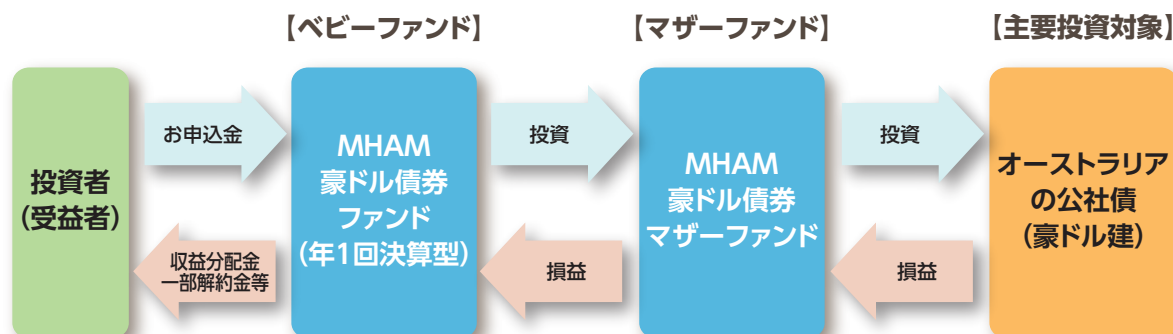 【ベビーファンド】
【マザーファンド】
【主要投資対象】
投資者
(受益者)
お申込金
収益分配金
一部解約金等
MHAM
豪ドル債券
ファンド
(年1回決算型)
投資
損益
MHAM
豪ドル債券
マザーファンド
投資
損益
オーストラリア
の公社債
(豪ドル建)